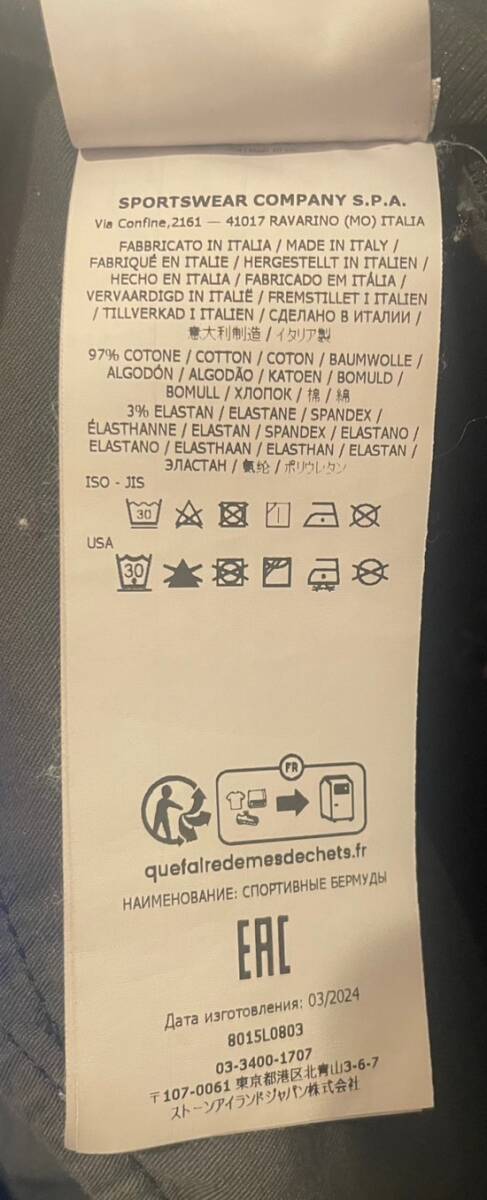 SPORTSWEAR COMPANY S.P.A.
Via Confine,2161 — 41017 RAVARINO (MO) ITALIA
FABBRICATO IN ITALIA / MADE IN ITALY /
FABRIQUÉ EN ITALIE / HERGESTELLT IN ITALIEN /
HECHO EN ITALIA / FABRICADO EM ITÁLIA /
VERVAARDIGD IN ITALIË / FREMSTILLET I ITALIEN
/ TILLVERKAD I ITALIEN / СДЕЛАНО В ИТАЛИИ /
意大利制造 / イタリア製
97% COTONE / COTTON / COTON / BAUMWOLLE /
ALGODÓN / ALGODÃO / KATOEN / BOMULD /
BOMULL / ХЛОПОК / 棉 / 綿
3% ELASTAN / ELASTANE / SPANDEX /
ÉLASTHANNE / ELASTAN / SPANDEX / ELASTANO /
ELASTANO / ELASTHAAN / ELASTHAN / ELASTAN /
ЭЛАСТАН / 氨纶 / ポリウレタン
ISO - JIS
30
USA
30
FR
quefairedemesdechets.fr
НАИМЕНОВАНИЕ: СПОРТИВНЫЕ БЕРМУДЫ
EAC
Дата изготовления: 03/2024
8015L0803
03-3400-1707
〒107-0061 東京都港区北青山3-6-7
ストーンアイランドジャパン株式会社